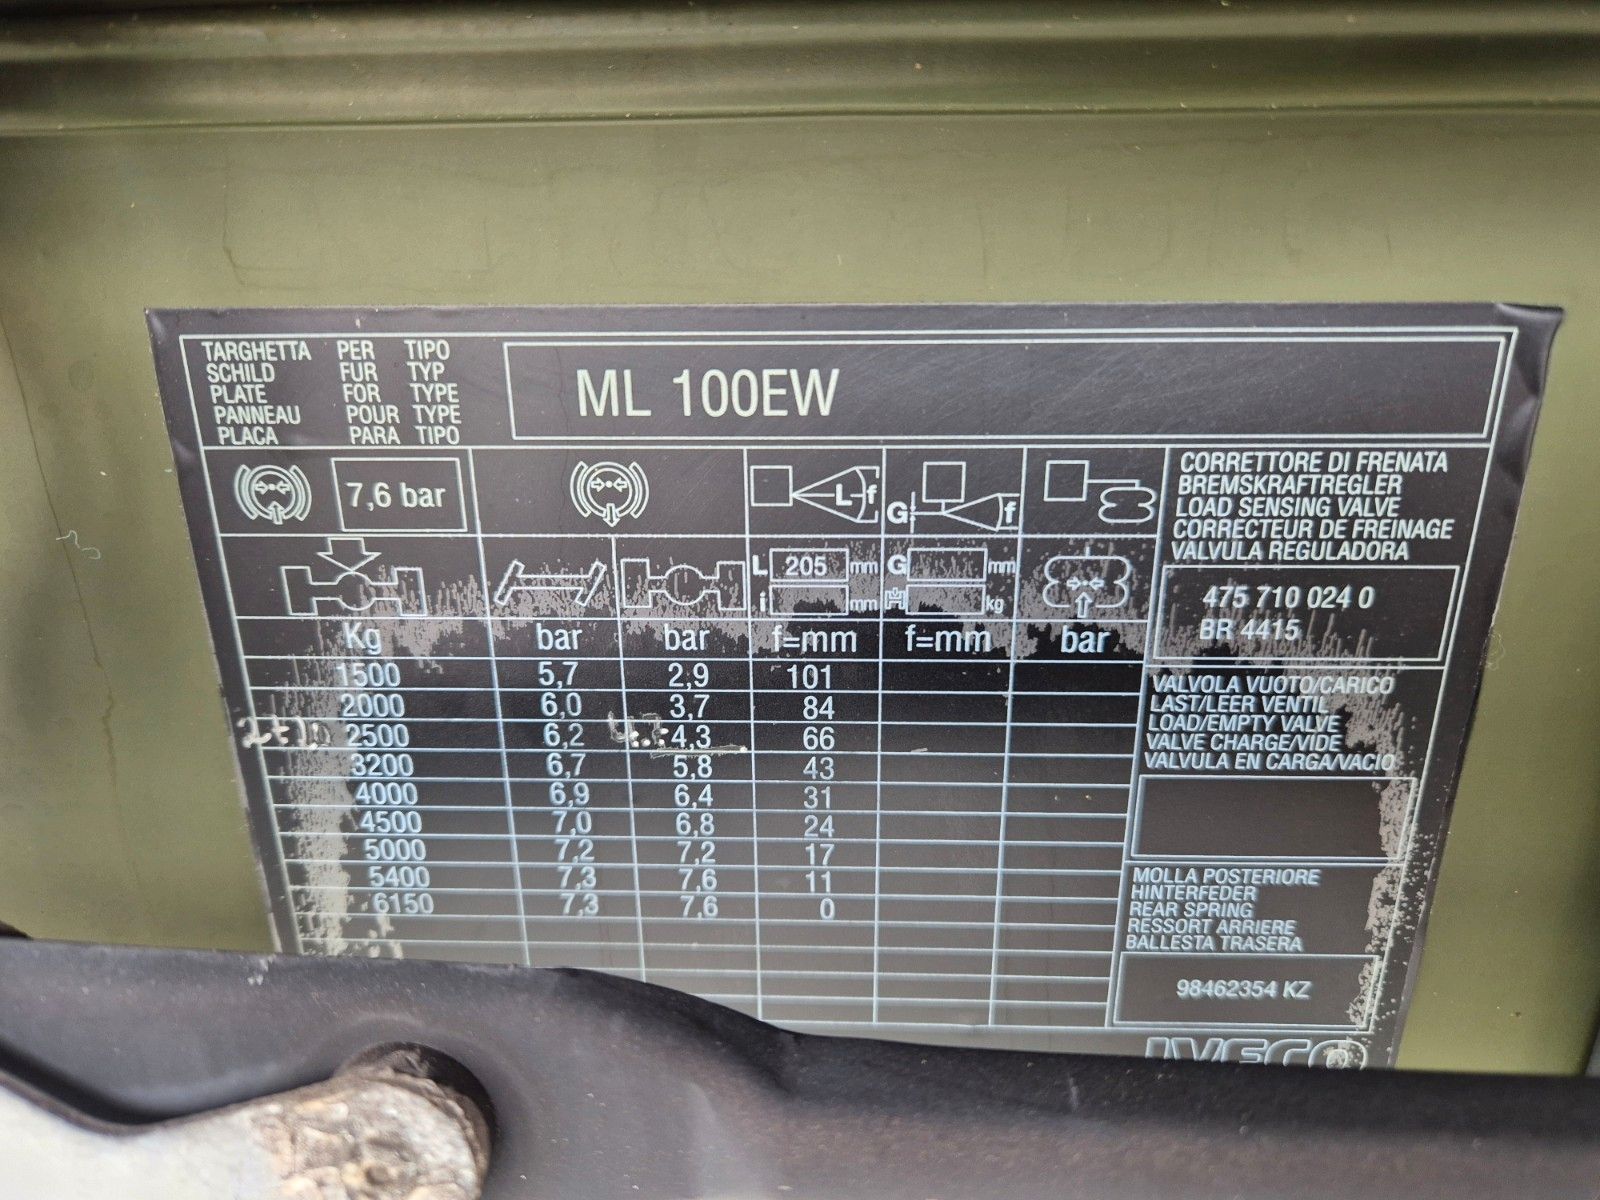 TARGHETTA PER TIPO
SCHILD FUR TYP
PLATE FOR TYPE
PANNEAU POUR TYPE
PLACA PARA TIPO
ML 100EW
7,6 bar
L f
G f
L 205 mm
i mm
G mm
kg
Kg bar bar f=mm f=mm bar
1500 5,7 2,9 101
2000 6,0 3,7 84
2500 6,2 4,3 66
3200 6,7 5,8 43
4000 6,9 6,4 31
4500 7,0 6,8 24
5000 7,2 7,2 17
5400 7,3 7,6 11
6150 7,3 7,6 0
CORRETTORE DI FRENATA
BREMSKRAFTREGLER
LOAD SENSING VALVE
CORRECTEUR DE FREINAGE
VALVULA REGULADORA
475 710 024 0
BR 4415
VALVOLA VUOTO/CARICO
LAST/LEER VENTIL
LOAD/EMPTY VALVE
VALVE CHARGE/VIDE
VALVULA EN CARGA/VACIO
MOLLA POSTERIORE
HINTERFEDER
REAR SPRING
RESSORT ARRIERE
BALLESTA TRASERA
98462354 KZ
IVECO